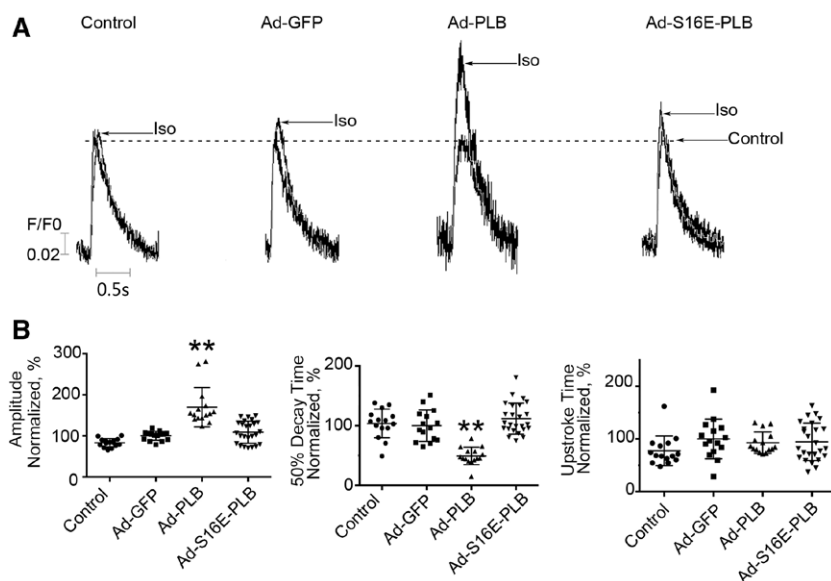 A
Control
Ad-GFP
Ad-PLB
Ad-S16E-PLB
Iso
Iso
Iso
Iso
Control
F/F0
0.02
0.5s
B
Amplitude
Normalized, %
300
200
100
0
**
Control
Ad-GFP
Ad-PLB
Ad-S16E-PLB
50% Decay Time
Normalized, %
200
100
0
**
Control
Ad-GFP
Ad-PLB
Ad-S16E-PLB
Upstroke Time
Normalized, %
200
100
0
Control
Ad-GFP
Ad-PLB
Ad-S16E-PLB